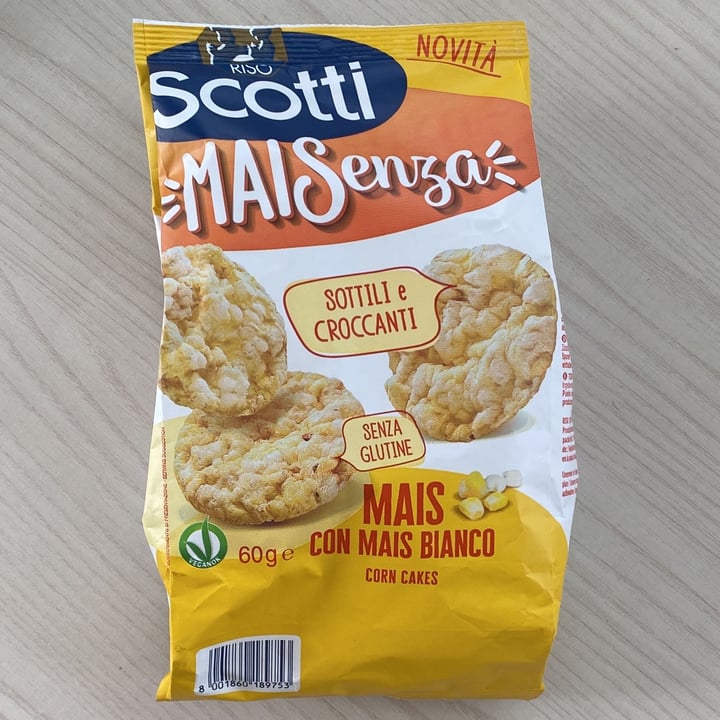 NOVITÀ
RISO
Scotti
MAISenza
SOTTILI e
CROCCANTI
SENZA
GLUTINE
MAIS
CON MAIS BIANCO
CORN CAKES
VEGANOK
60g e
8 001860 189753